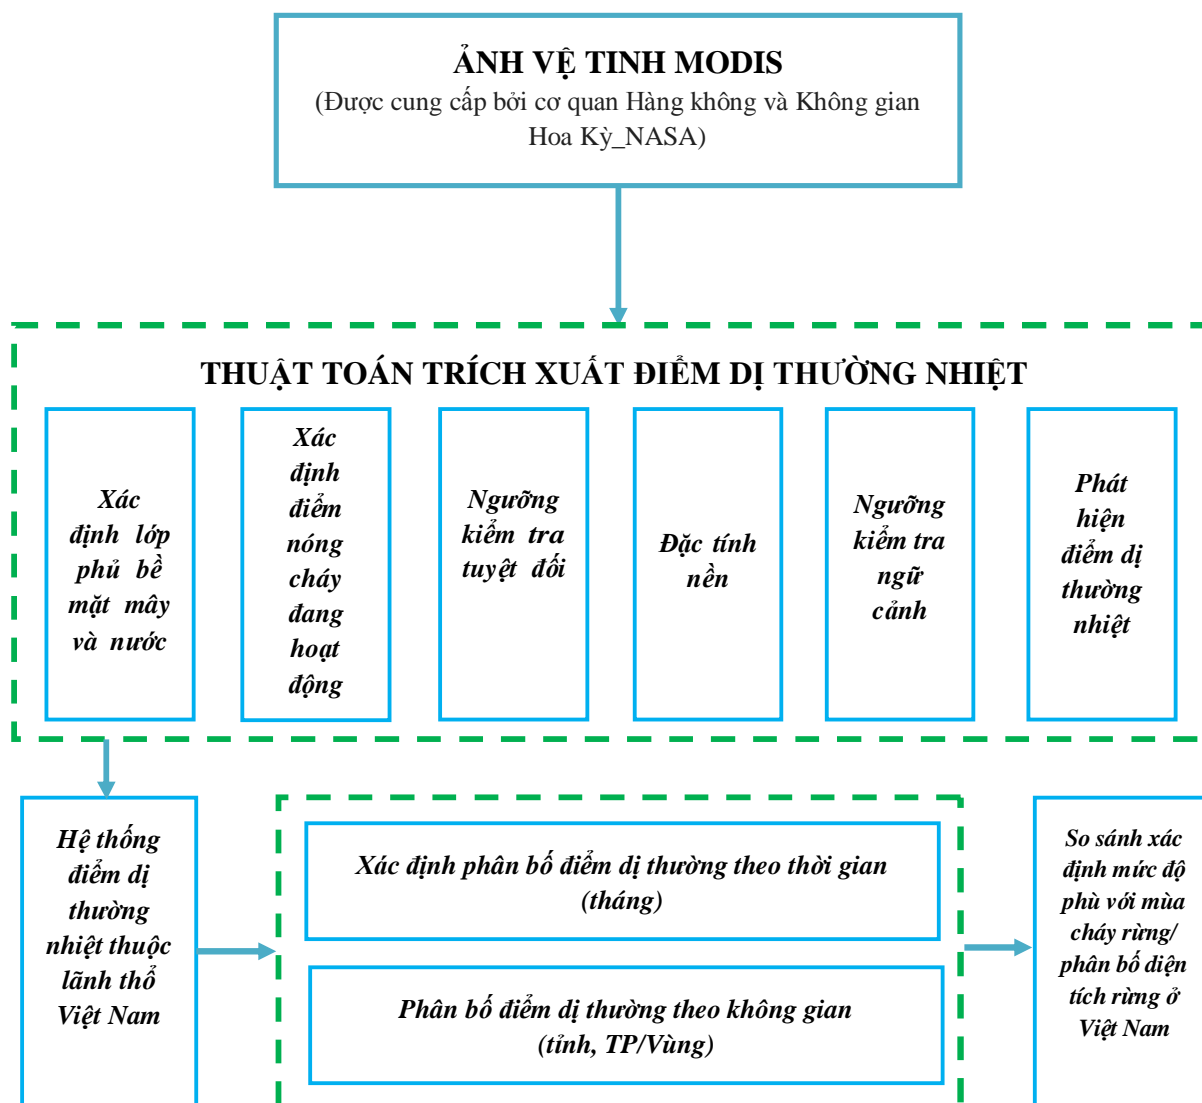 ẢNH VỆ TINH MODIS
(Được cung cấp bởi cơ quan Hàng không và Không gian
Hoa Kỳ_NASA)
THUẬT TOÁN TRÍCH XUẤT ĐIỂM DỊ THƯỜNG NHIỆT
Xác
định lớp
phủ bề
mặt mây
và nước
Xác
định
điểm
nóng
cháy
đang
hoạt
động
Ngưỡng
kiểm tra
tuyệt đối
Đặc tính
nền
Ngưỡng
kiểm tra
ngữ
cảnh
Phát
hiện
điểm dị
thường
nhiệt
Hệ thống
điểm dị
thường
nhiệt thuộc
lãnh thổ
Việt Nam
Xác định phân bố điểm dị thường theo thời gian
(tháng)
Phân bố điểm dị thường theo không gian
(tỉnh, TP/Vùng)
So sánh xác
định mức độ
phù với mùa
cháy rừng/
phân bố diện
tích rừng ở
Việt Nam